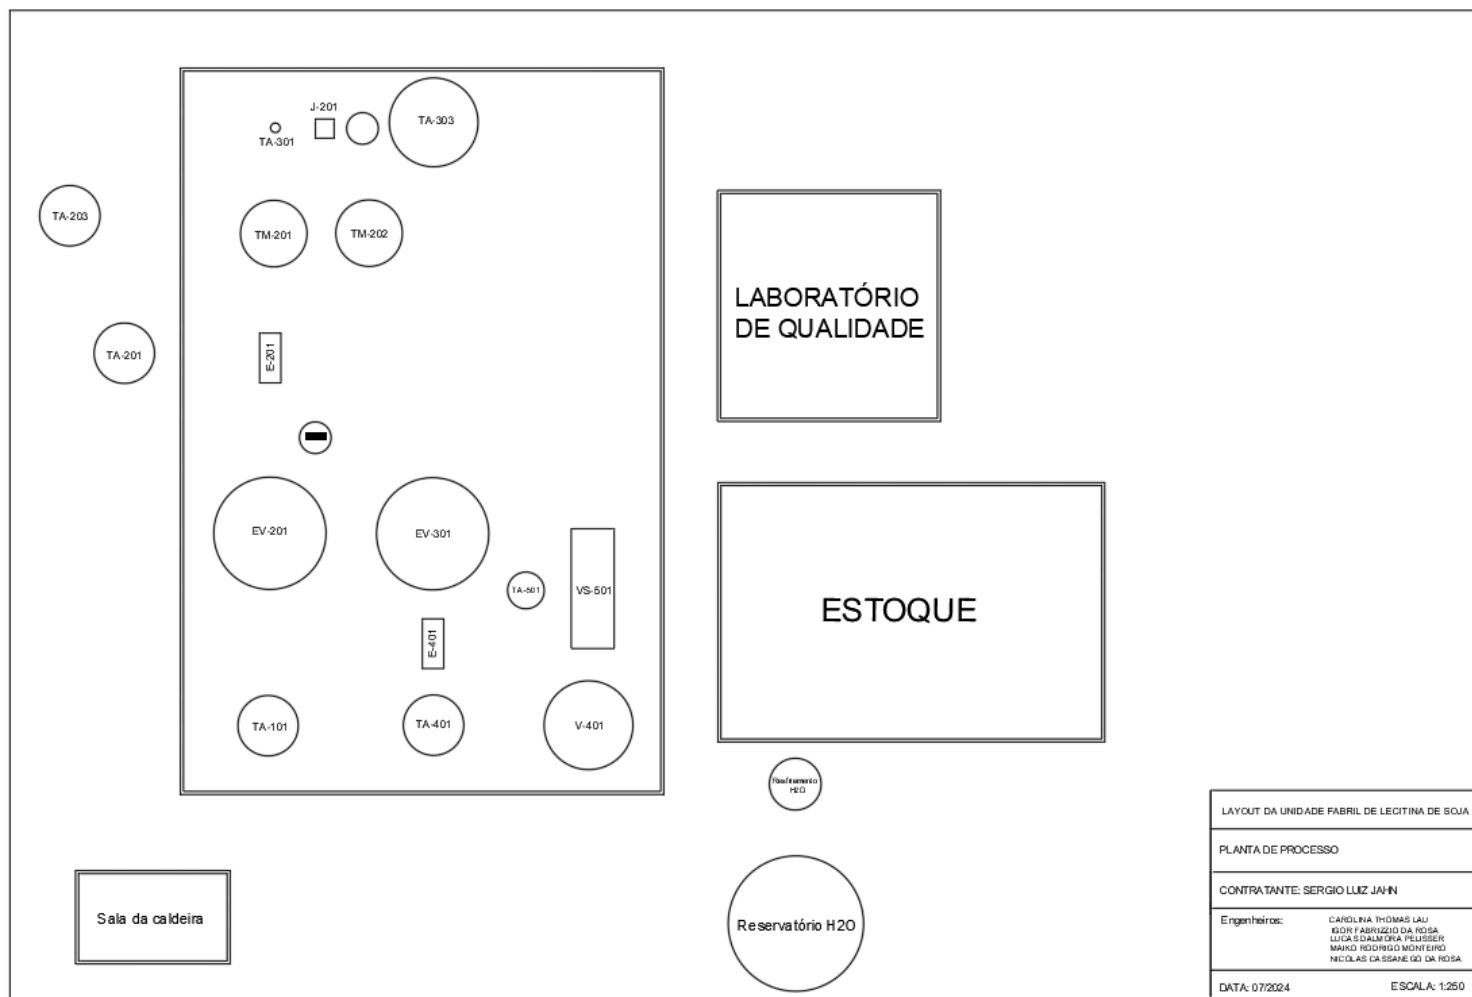 J-201
TA-303
TA-301
TA-203
TM-201
TM-202
TA-201
E-201
EV-201
EV-301
TA-501
VS-501
E-401
TA-101
TA-401
V-401
LABORATÓRIO
DE QUALIDADE
ESTOQUE
Resfriamento
H2O
Reservatório H2O
Sala da caldeira
LAYOUT DA UNIDADE FABRIL DE LECITINA DE SOJA
PLANTA DE PROCESSO
CONTRATANTE: SERGIO LUIZ JAHN
Engenheiros:
CAROLINA THOMAS LAU
IGOR FABRIZZIO DA ROSA
LUCAS DALMORA PELISSER
MAIKO RODRIGO MONTEIRO
NICOLAS CASSANEGO DA ROSA
DATA: 07/2024
ESCALA: 1:250